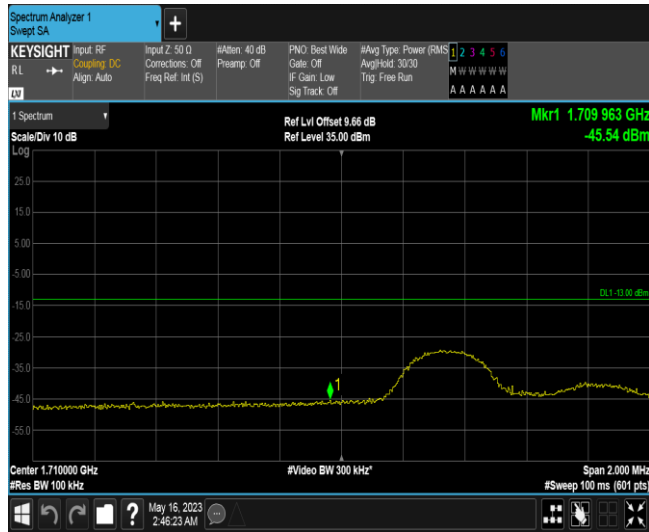 Spectrum Analyzer 1
Swept SA
+
KEYSIGHT Input: RF Input Z: 50 Ω #Atten: 40 dB PNO: Best Wide #Avg Type: Power (RMS 1 2 3 4 5 6
RL Coupling: DC Corrections: Off Preamp: Off Gate: Off Avg|Hold: 30/30 M W W W W W
Align: Auto Freq Ref: Int (S) IF Gain: Low Trig: Free Run
LXI Sig Track: Off A A A A A A
1 Spectrum Ref Lvl Offset 9.66 dB Mkr1 1.709 963 GHz
Scale/Div 10 dB Ref Level 35.00 dBm -45.54 dBm
Log
25.0
15.0
5.00
-5.00
DL1 -13.00 dBm
-15.0
-25.0
-35.0
1
-45.0
-55.0
Center 1.710000 GHz #Video BW 300 kHz* Span 2.000 MHz
#Res BW 100 kHz #Sweep 100 ms (601 pts)
? May 16, 2023
2:46:23 AM